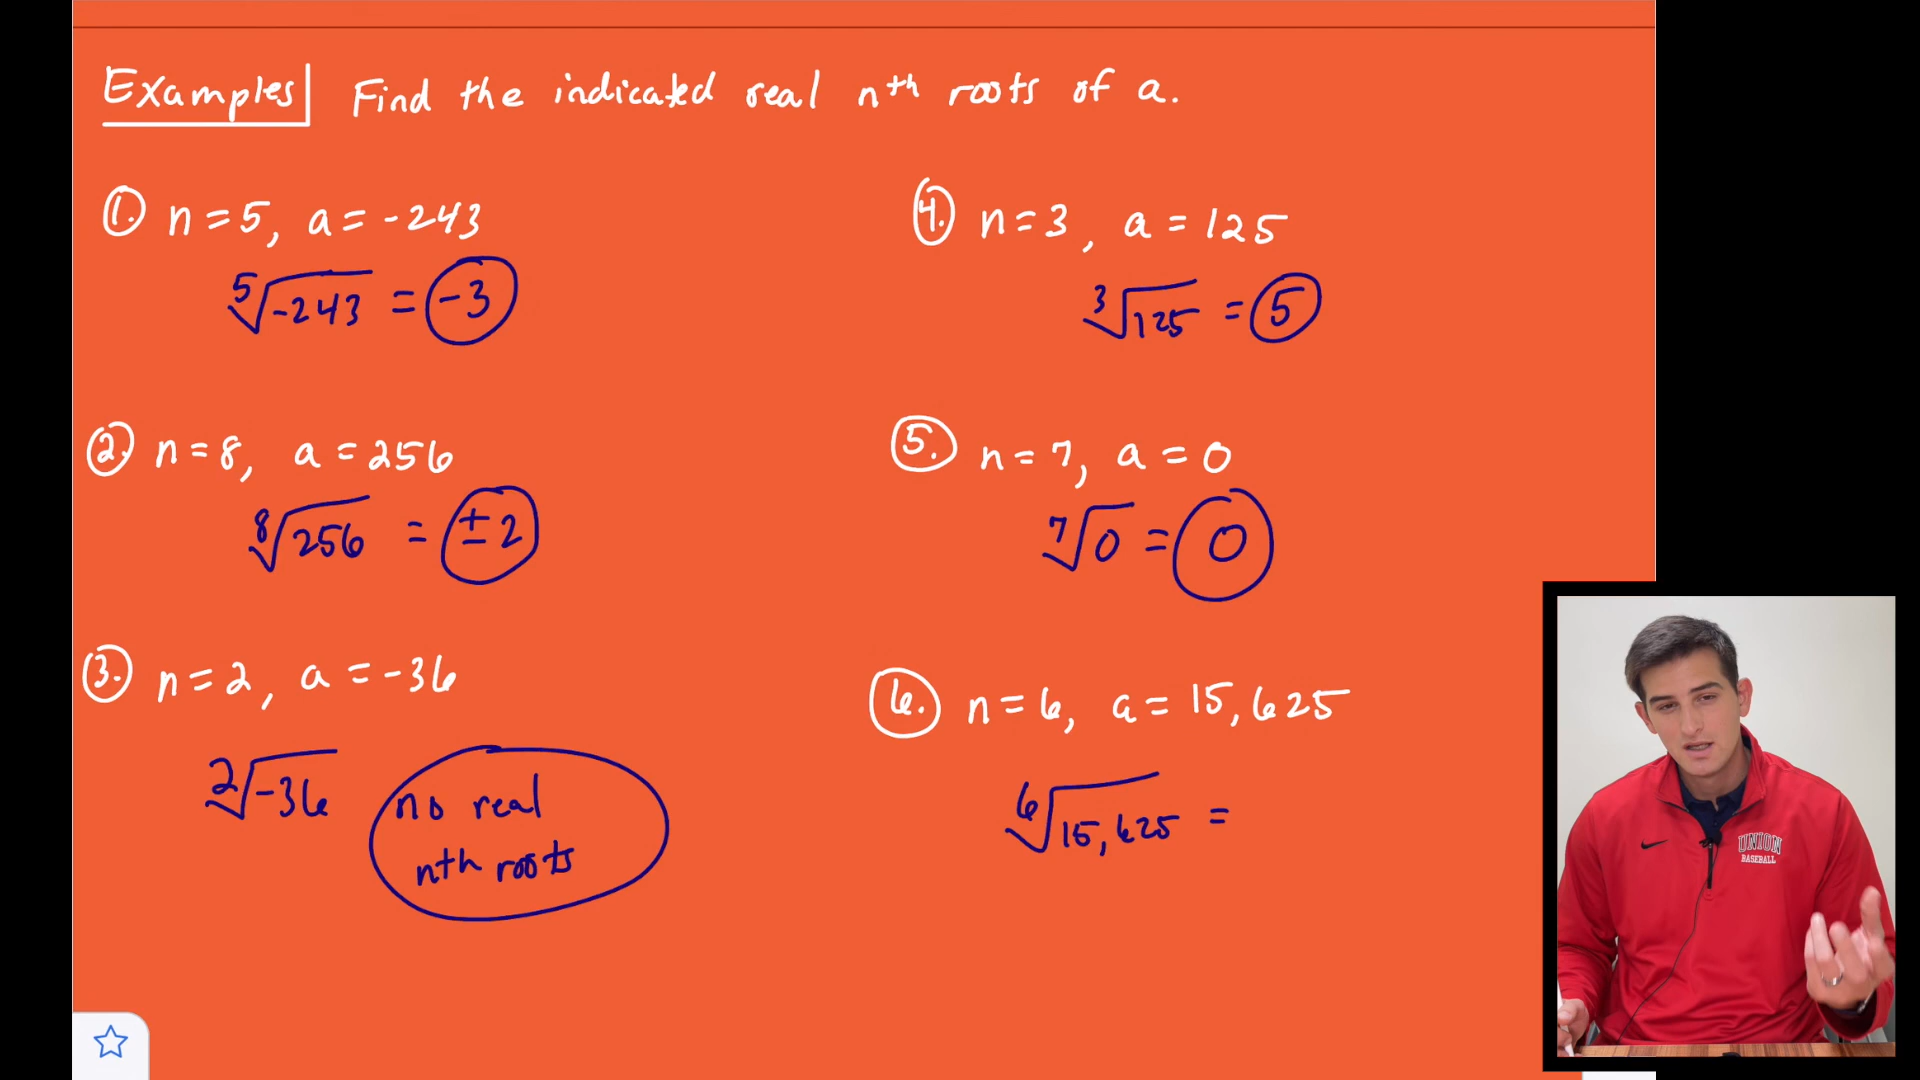 Examples Find the indicated real nth roots of a.
1. n = 5, a = -243
⁵√-243 = -3
2. n = 8, a = 256
⁸√256 = ±2
3. n = 2, a = -36
²√-36 no real
nth roots
4. n = 3, a = 125
³√125 = 5
5. n = 7, a = 0
⁷√0 = 0
6. n = 6, a = 15,625
⁶√15,625 =
UNION
BASEBALL